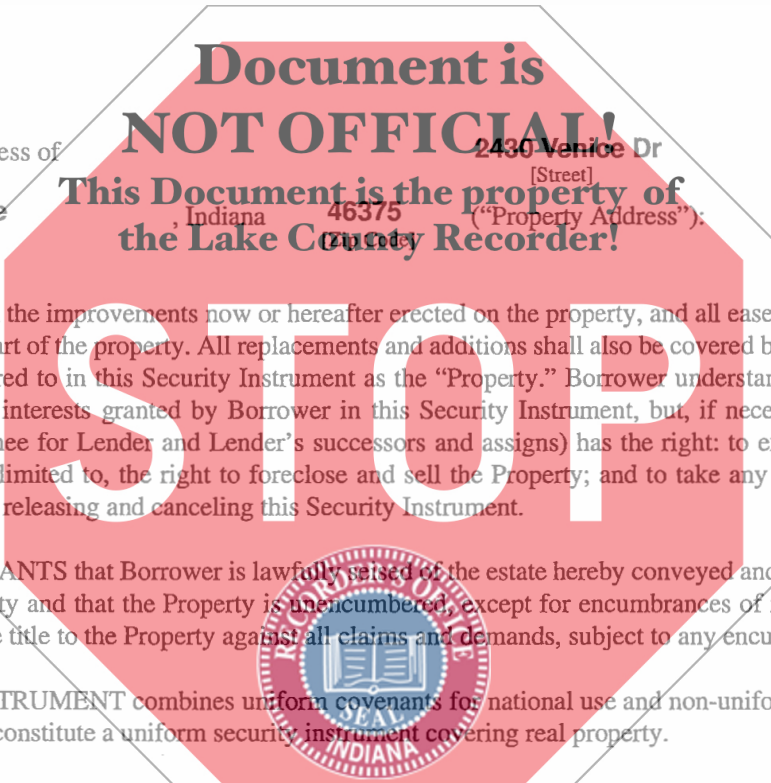 Document is
NOT OFFICIAL!
ess of 2430 Venice Dr
[Street]
This Document is the property of
e , Indiana 46375 ("Property Address"):
the Lake County Recorder!
[Zip Code]
the improvements now or hereafter erected on the property, and all ease
rt of the property. All replacements and additions shall also be covered b
red to in this Security Instrument as the “Property.” Borrower understan
interests granted by Borrower in this Security Instrument, but, if nece
nee for Lender and Lender’s successors and assigns) has the right: to e
limited to, the right to foreclose and sell the Property; and to take any
releasing and canceling this Security Instrument.
STOP
ANTS that Borrower is lawfully seised of the estate hereby conveyed and
ty and that the Property is unencumbered, except for encumbrances of
e title to the Property against all claims and demands, subject to any encu
TRUMENT combines uniform covenants for national use and non-unifo
constitute a uniform security instrument covering real property.
RECORDER'S OFFICE
SEAL
INDIANA